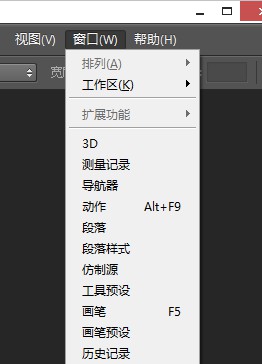 视图(V) 窗口(W) 帮助(H)
排列(A)
工作区(K)
扩展功能
3D
测量记录
导航器
动作 Alt+F9
段落
段落样式
仿制源
工具预设
画笔 F5
画笔预设
历史记录